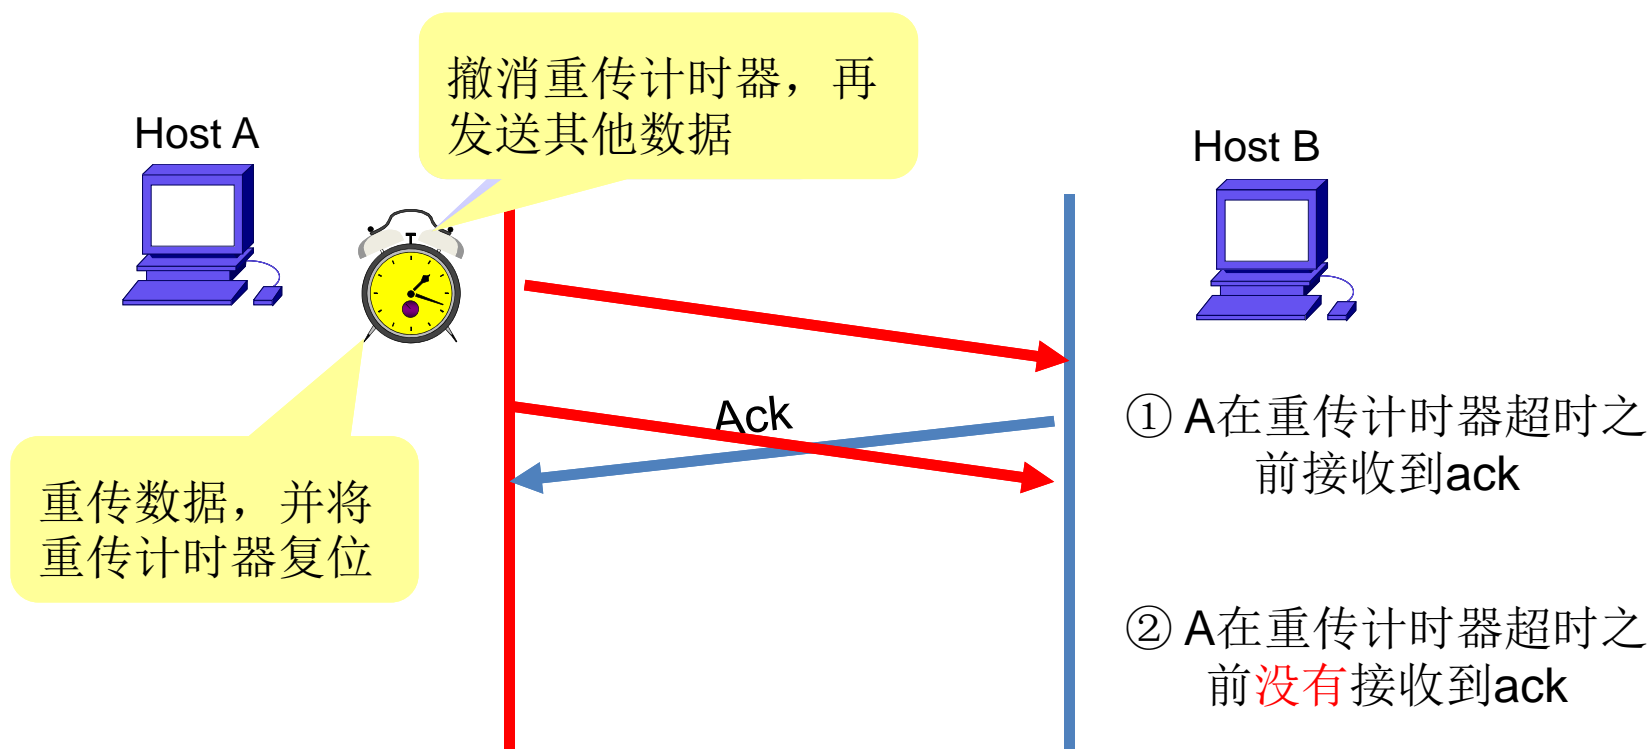 撤消重传计时器，再
发送其他数据
Host A
Host B
Ack
① A在重传计时器超时之
前接收到ack
重传数据，并将
重传计时器复位
② A在重传计时器超时之
前没有接收到ack